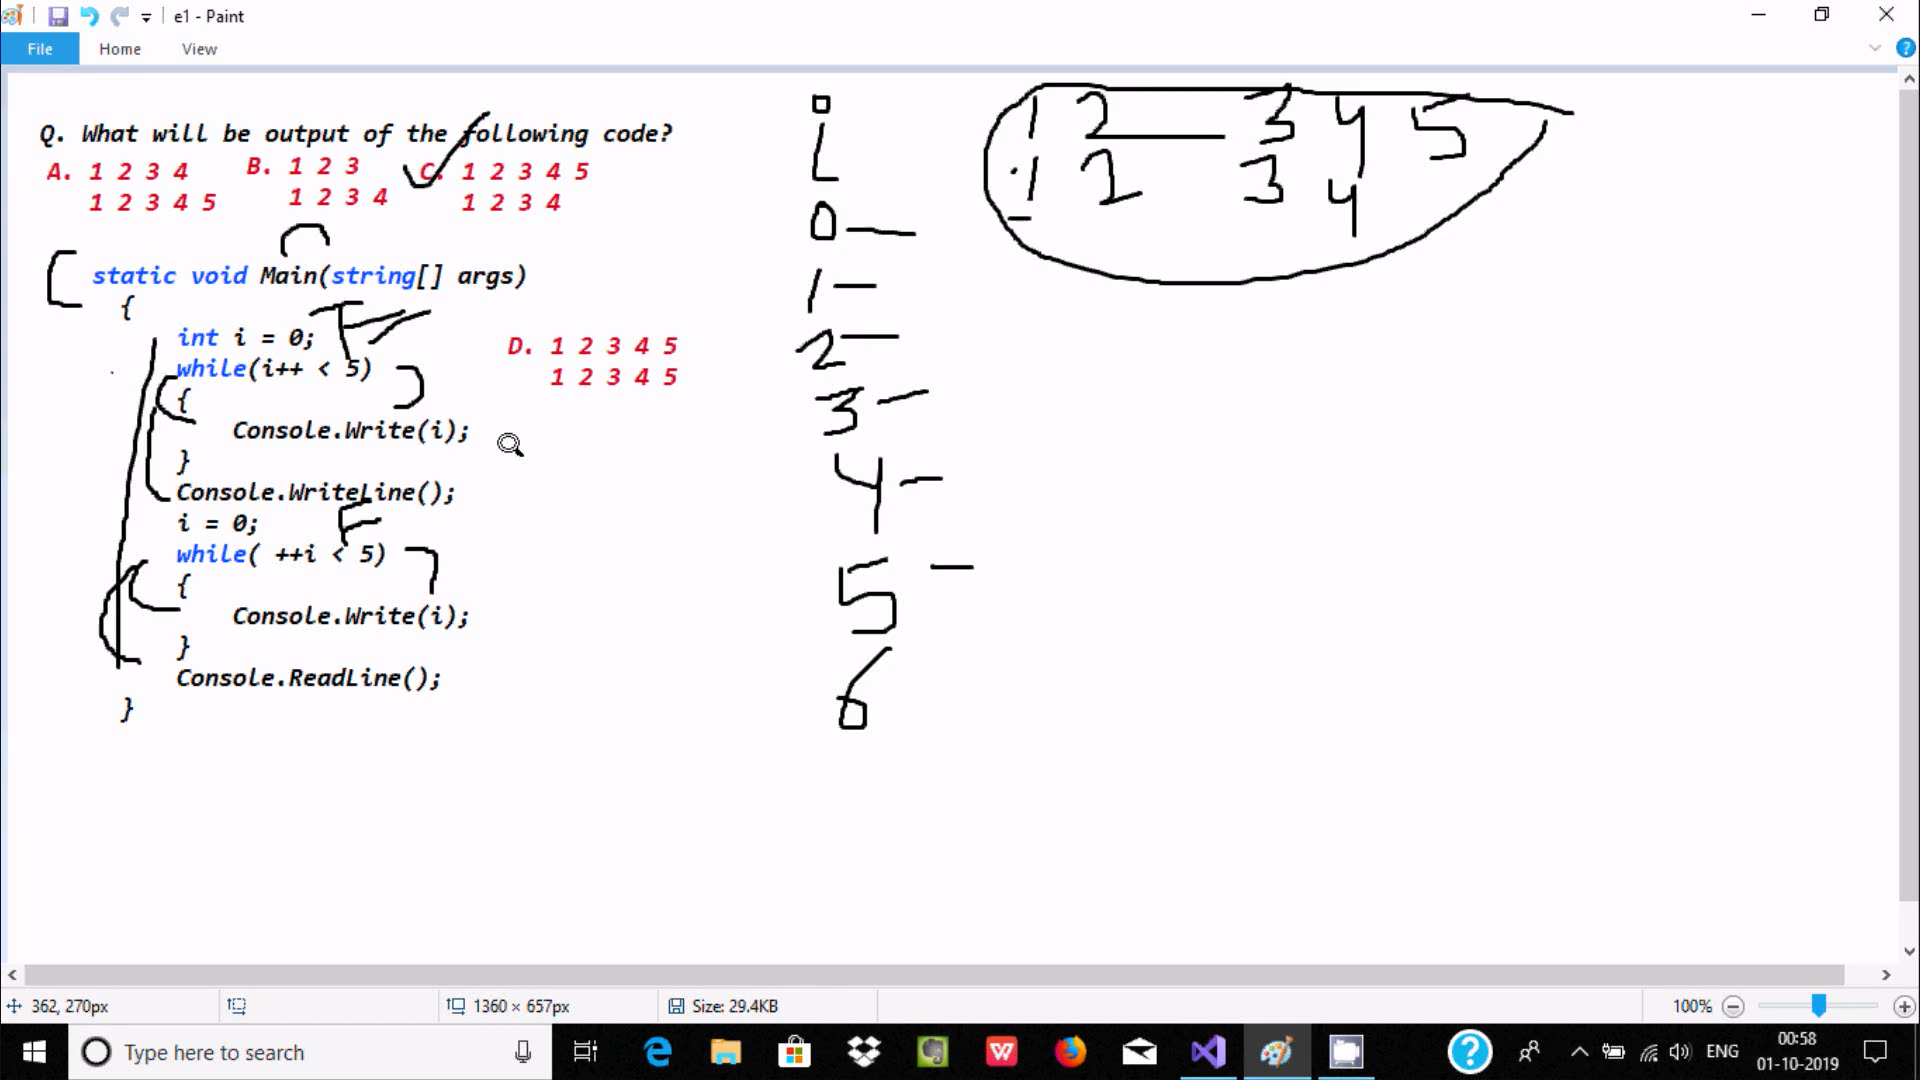 e1 - Paint
File Home View
Q. What will be output of the following code?
A. 1 2 3 4
1 2 3 4 5
B. 1 2 3
1 2 3 4
C. 1 2 3 4 5
1 2 3 4
static void Main(string[] args)
{
int i = 0;
while(i++ < 5)
{
Console.Write(i);
}
Console.WriteLine();
i = 0;
while( ++i < 5)
{
Console.Write(i);
}
Console.ReadLine();
}
D. 1 2 3 4 5
1 2 3 4 5
T
F
i
0
1
2
3
4
5
6
1 2 3 4 5
1 2 3 4
362, 270px
1360 × 657px
Size: 29.4KB
100%
Type here to search
ENG
00:58
01-10-2019